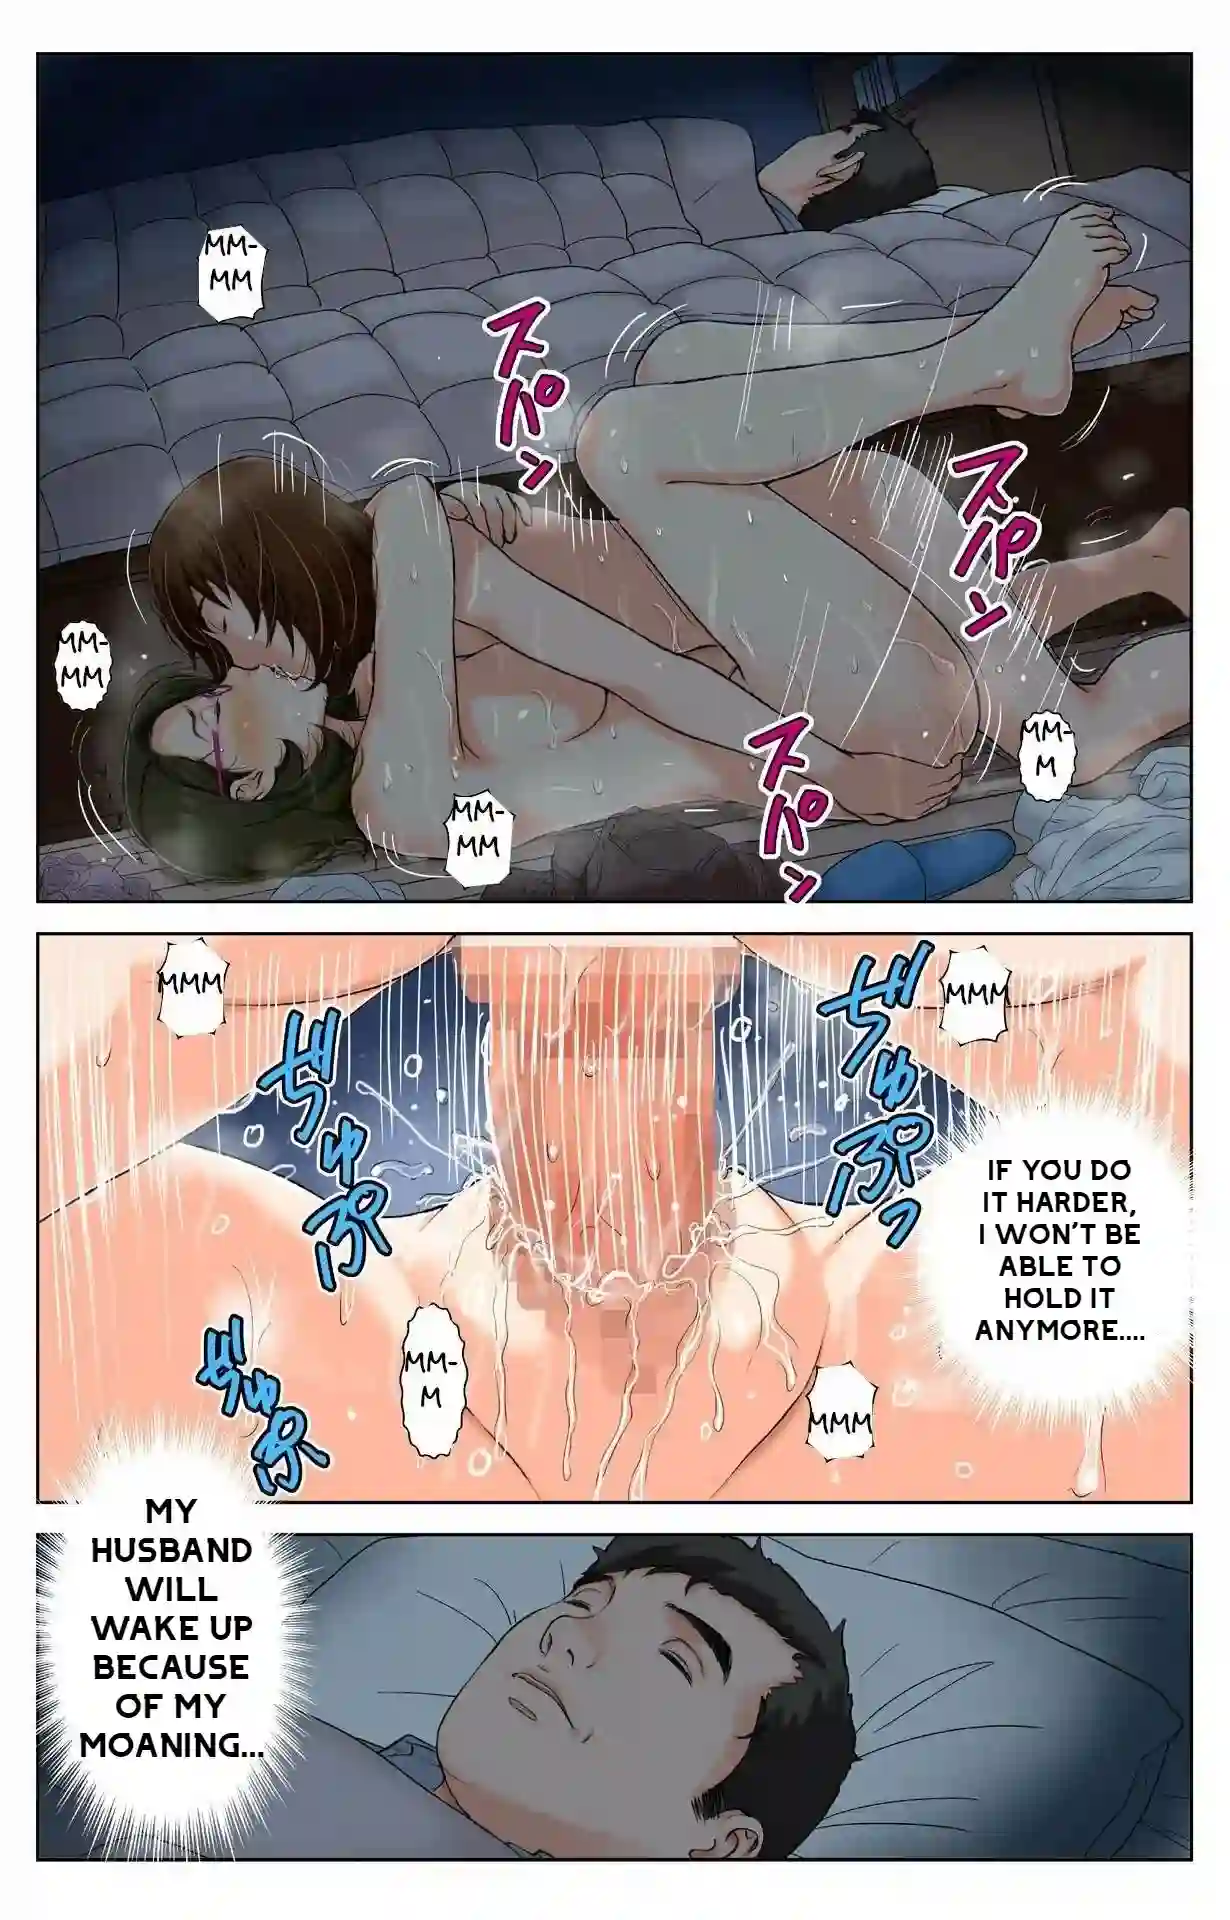 MM-
MM
スパン
スパン
MM-
MM
MM-
M
スパン
MM-
MM
MMM
MMM
ぢゅぷっ
ぢゅぷ
IF YOU DO
IT HARDER,
I WON'T BE
ABLE TO
HOLD IT
ANYMORE....
ぢゅぷ
MM-
M
MMM
MY
HUSBAND
WILL
WAKE UP
BECAUSE
OF MY
MOANING...